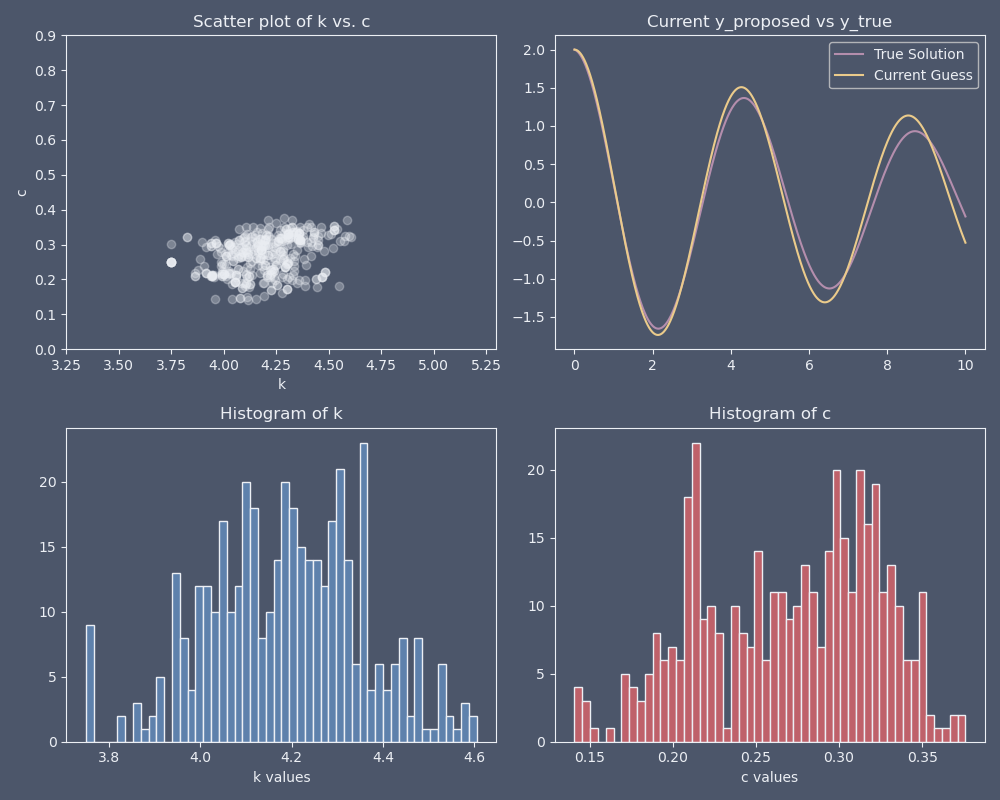 Scatter plot of k vs. c
0.9
0.8
0.7
0.6
0.5
0.4
0.3
0.2
0.1
0.0
c
3.25 3.50 3.75 4.00 4.25 4.50 4.75 5.00 5.25
k
Current y_proposed vs y_true
True Solution
Current Guess
2.0
1.5
1.0
0.5
0.0
−0.5
−1.0
−1.5
0 2 4 6 8 10
Histogram of k
20
15
10
5
0
3.8 4.0 4.2 4.4 4.6
k values
Histogram of c
20
15
10
5
0
0.15 0.20 0.25 0.30 0.35
c values